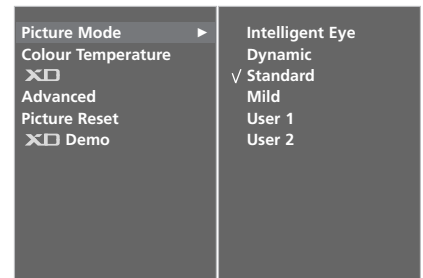 Picture Mode ►
Colour Temperature
XD
Advanced
Picture Reset
XD Demo
Intelligent Eye
Dynamic
√ Standard
Mild
User 1
User 2